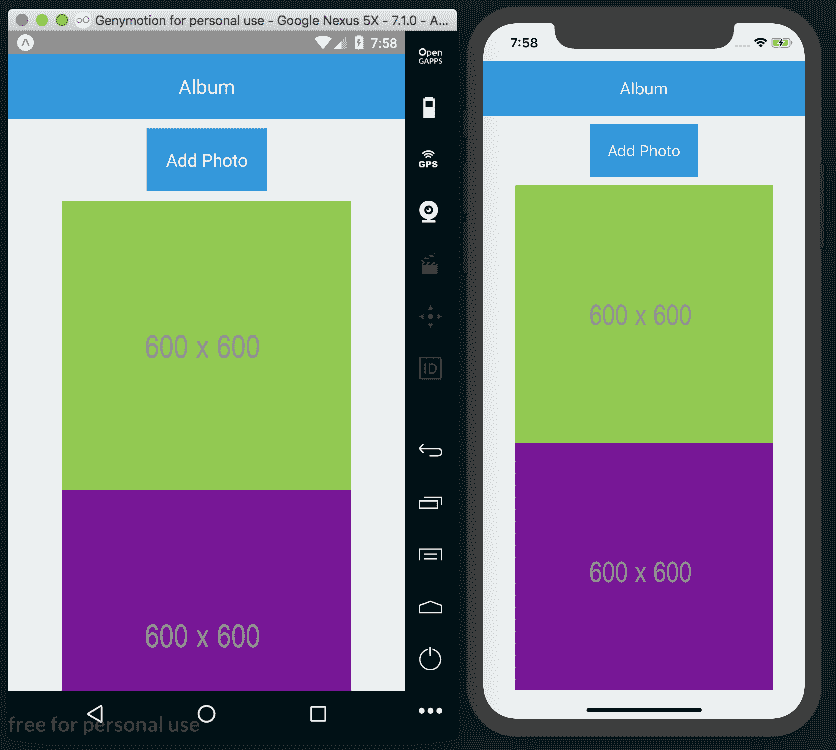 Genymotion for personal use - Google Nexus 5X - 7.1.0 - A...
7:58
Album
Add Photo
600 x 600
600 x 600
free for personal use
Open
GAPPS
GPS
ID
7:58
Album
Add Photo
600 x 600
600 x 600